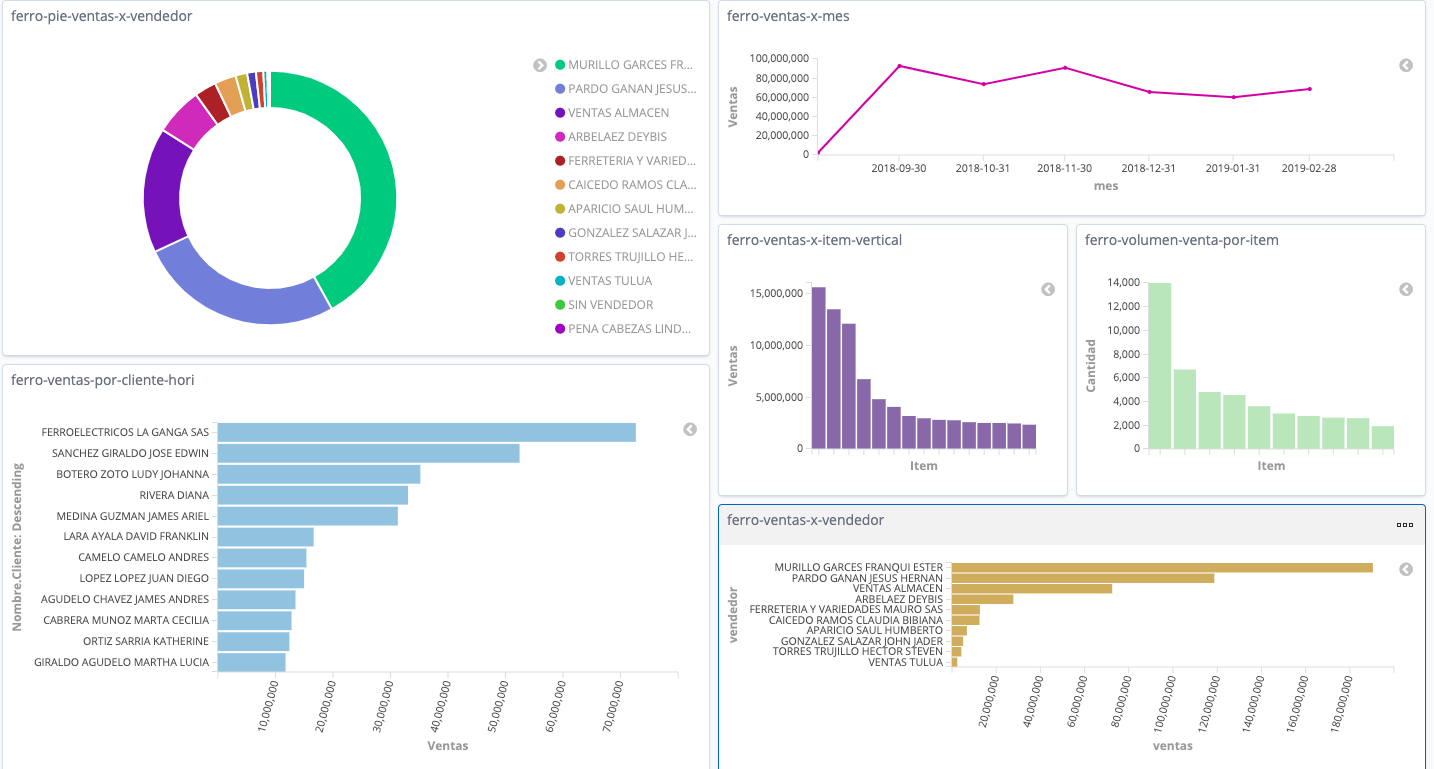 ferro-pie-ventas-x-vendedor
MURILLO GARCES FR...
PARDO GANAN JESUS...
VENTAS ALMACEN
ARBELAEZ DEYBIS
FERRETERIA Y VARIED...
CAICEDO RAMOS CLA...
APARICIO SAUL HUM...
GONZALEZ SALAZAR J...
TORRES TRUJILLO HE...
VENTAS TULUA
SIN VENDEDOR
PENA CABEZAS LIND...
ferro-ventas-x-mes
Ventas
100,000,000
80,000,000
60,000,000
40,000,000
20,000,000
0
2018-09-30
2018-10-31
2018-11-30
2018-12-31
2019-01-31
2019-02-28
mes
ferro-ventas-x-item-vertical
Ventas
15,000,000
10,000,000
5,000,000
0
Item
ferro-volumen-venta-por-item
Cantidad
14,000
12,000
10,000
8,000
6,000
4,000
2,000
0
Item
ferro-ventas-por-cliente-hori
Nombre.Cliente: Descending
FERROELECTRICOS LA GANGA SAS
SANCHEZ GIRALDO JOSE EDWIN
BOTERO ZOTO LUDY JOHANNA
RIVERA DIANA
MEDINA GUZMAN JAMES ARIEL
LARA AYALA DAVID FRANKLIN
CAMELO CAMELO ANDRES
LOPEZ LOPEZ JUAN DIEGO
AGUDELO CHAVEZ JAMES ANDRES
CABRERA MUNOZ MARTA CECILIA
ORTIZ SARRIA KATHERINE
GIRALDO AGUDELO MARTHA LUCIA
10,000,000
20,000,000
30,000,000
40,000,000
50,000,000
60,000,000
70,000,000
Ventas
ferro-ventas-x-vendedor
vendedor
MURILLO GARCES FRANQUI ESTER
PARDO GANAN JESUS HERNAN
VENTAS ALMACEN
ARBELAEZ DEYBIS
FERRETERIA Y VARIEDADES MAURO SAS
CAICEDO RAMOS CLAUDIA BIBIANA
APARICIO SAUL HUMBERTO
GONZALEZ SALAZAR JOHN JADER
TORRES TRUJILLO HECTOR STEVEN
VENTAS TULUA
20,000,000
40,000,000
60,000,000
80,000,000
100,000,000
120,000,000
140,000,000
160,000,000
180,000,000
ventas